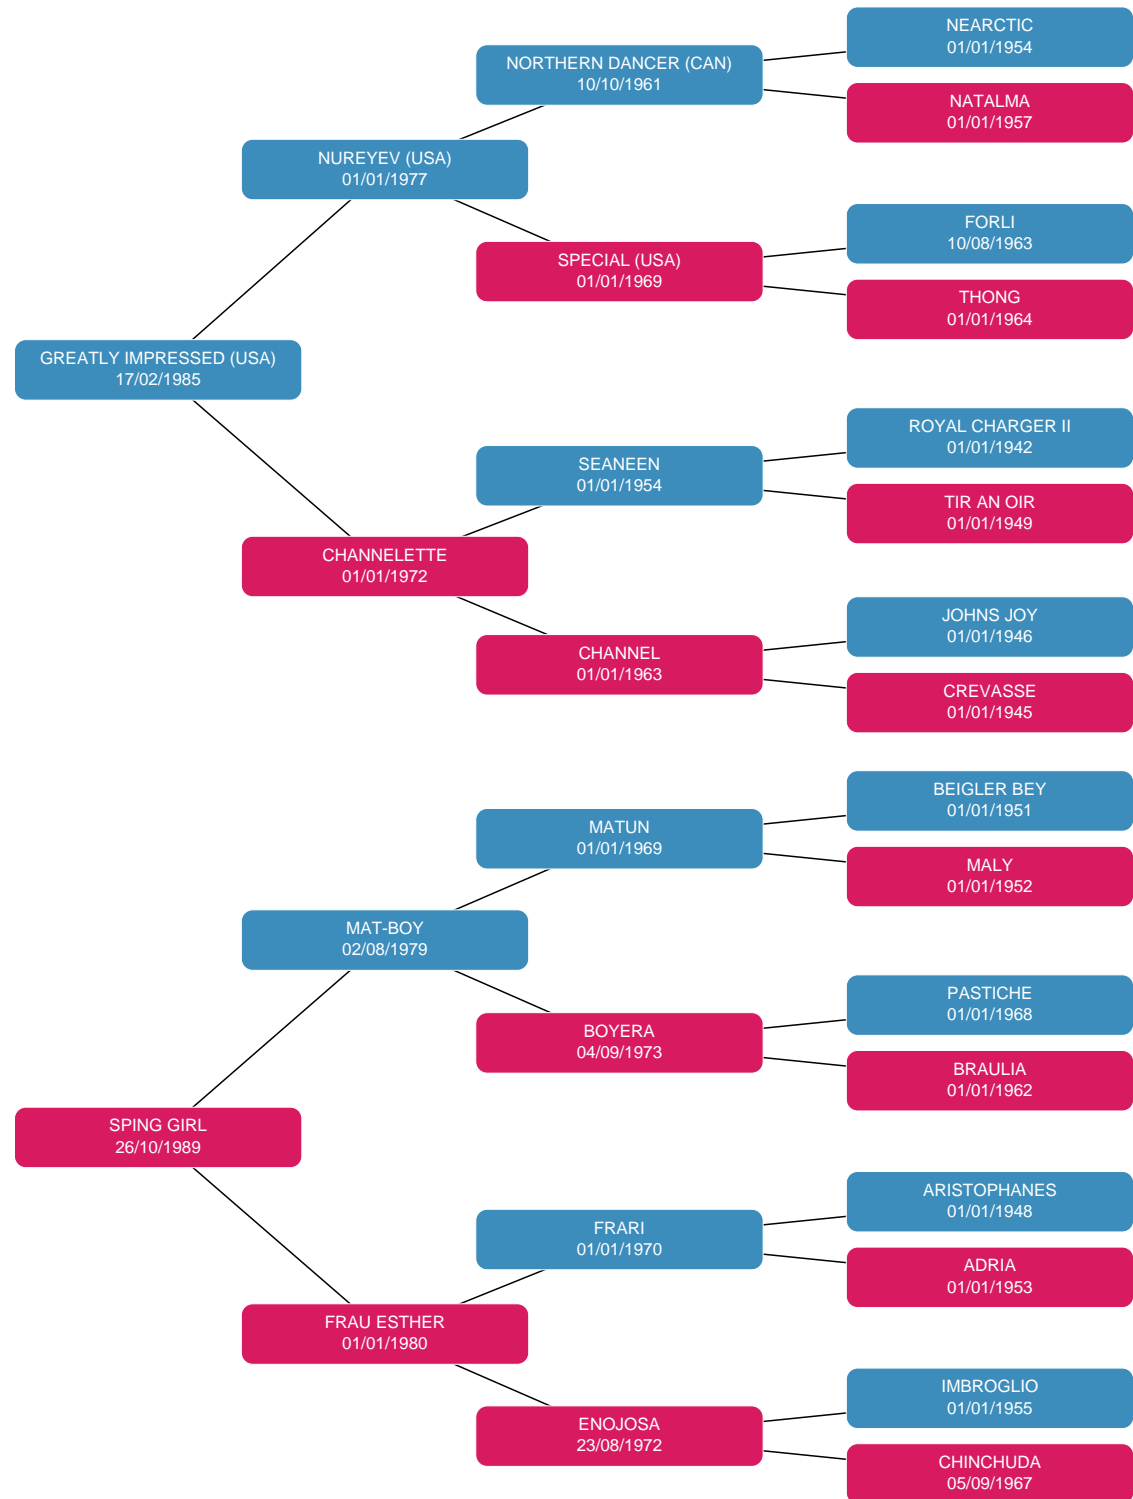 NEARCTIC
01/01/1954
NORTHERN DANCER (CAN)
10/10/1961
NATALMA
01/01/1957
NUREYEV (USA)
01/01/1977
FORLI
10/08/1963
SPECIAL (USA)
01/01/1969
THONG
01/01/1964
GREATLY IMPRESSED (USA)
17/02/1985
ROYAL CHARGER II
01/01/1942
SEANEEN
01/01/1954
TIR AN OIR
01/01/1949
CHANNELETTE
01/01/1972
JOHNS JOY
01/01/1946
CHANNEL
01/01/1963
CREVASSE
01/01/1945
BEIGLER BEY
01/01/1951
MATUN
01/01/1969
MALY
01/01/1952
MAT-BOY
02/08/1979
PASTICHE
01/01/1968
BOYERA
04/09/1973
BRAULIA
01/01/1962
SPING GIRL
26/10/1989
ARISTOPHANES
01/01/1948
FRARI
01/01/1970
ADRIA
01/01/1953
FRAU ESTHER
01/01/1980
IMBROGLIO
01/01/1955
ENOJOSA
23/08/1972
CHINCHUDA
05/09/1967